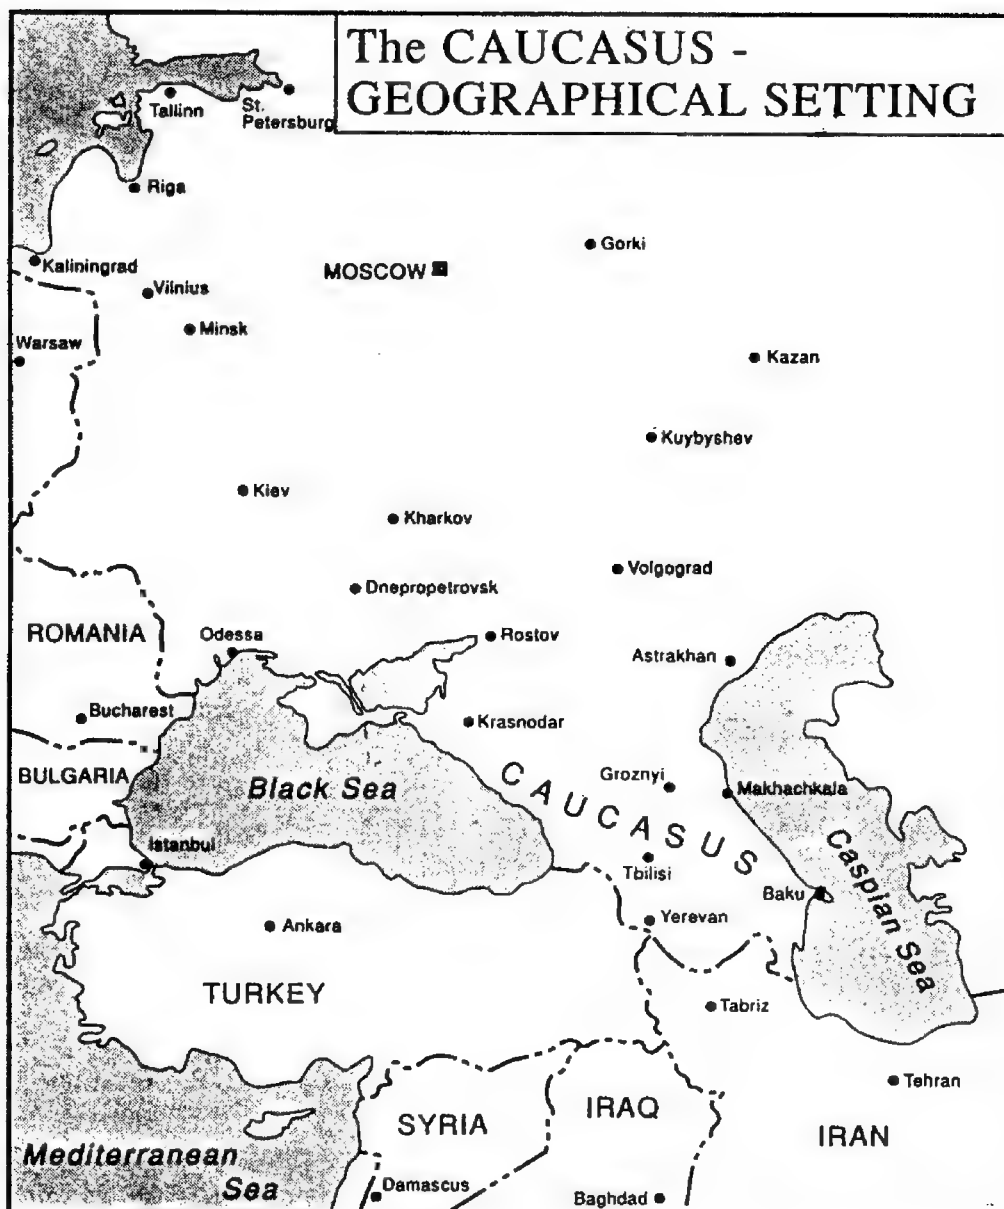 The CAUCASUS -
GEOGRAPHICAL SETTING
Tallinn
St.
Petersburg
Riga
Gorki
MOSCOW
Kaliningrad
Vilnius
Minsk
Warsaw
Kazan
Kuybyshev
Kiev
Kharkov
Volgograd
Dnepropetrovsk
ROMANIA
Odessa
Rostov
Astrakhan
Bucharest
Krasnodar
BULGARIA
Black Sea
CAUCASUS
Groznyi
Makhachkala
Istanbul
Tbilisi
Baku
Caspian Sea
Ankara
Yerevan
TURKEY
Tabriz
Tehran
SYRIA
IRAQ
IRAN
Mediterranean
Sea
Damascus
Baghdad